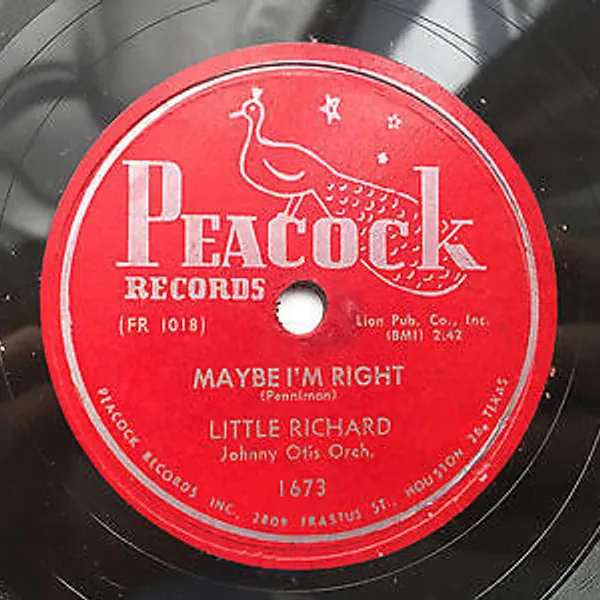 PEACOCK
RECORDS
(FR 1018)
Lion Pub. Co., Inc.
(BMI) 2:42
MAYBE I'M RIGHT
(Penniman)
LITTLE RICHARD
Johnny Otis Orch.
1673
PEACOCK RECORDS INC. 2809 ERASTUS ST., HOUSTON 26, TEXAS